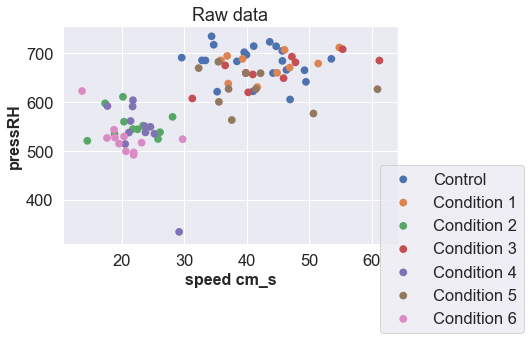 Raw data
pressRH
700
600
500
400
20
30
40
50
60
speed cm_s
Control
Condition 1
Condition 2
Condition 3
Condition 4
Condition 5
Condition 6